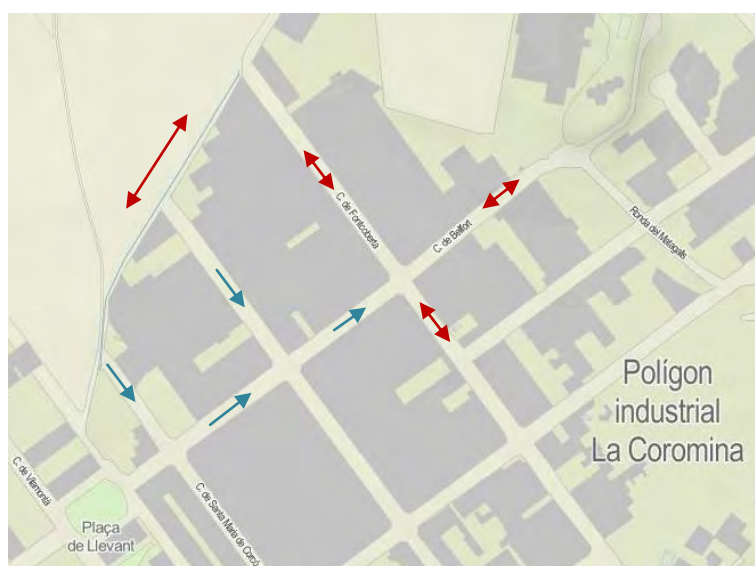 C. de Fontcoberta
C. de Bellfort
Ronda del Matagalls
Polígon
industrial
La Coromina
C. de Vilamontà
C. de Santa Maria de Corcó
Plaça
de Llevant